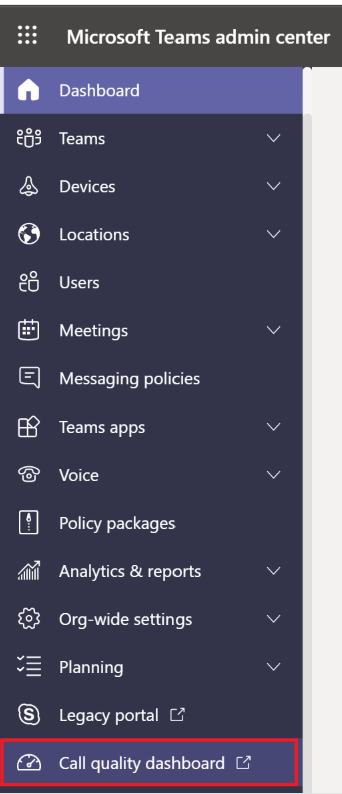 Microsoft Teams admin center
Dashboard
Teams
Devices
Locations
Users
Meetings
Messaging policies
Teams apps
Voice
Policy packages
Analytics & reports
Org-wide settings
Planning
Legacy portal
Call quality dashboard